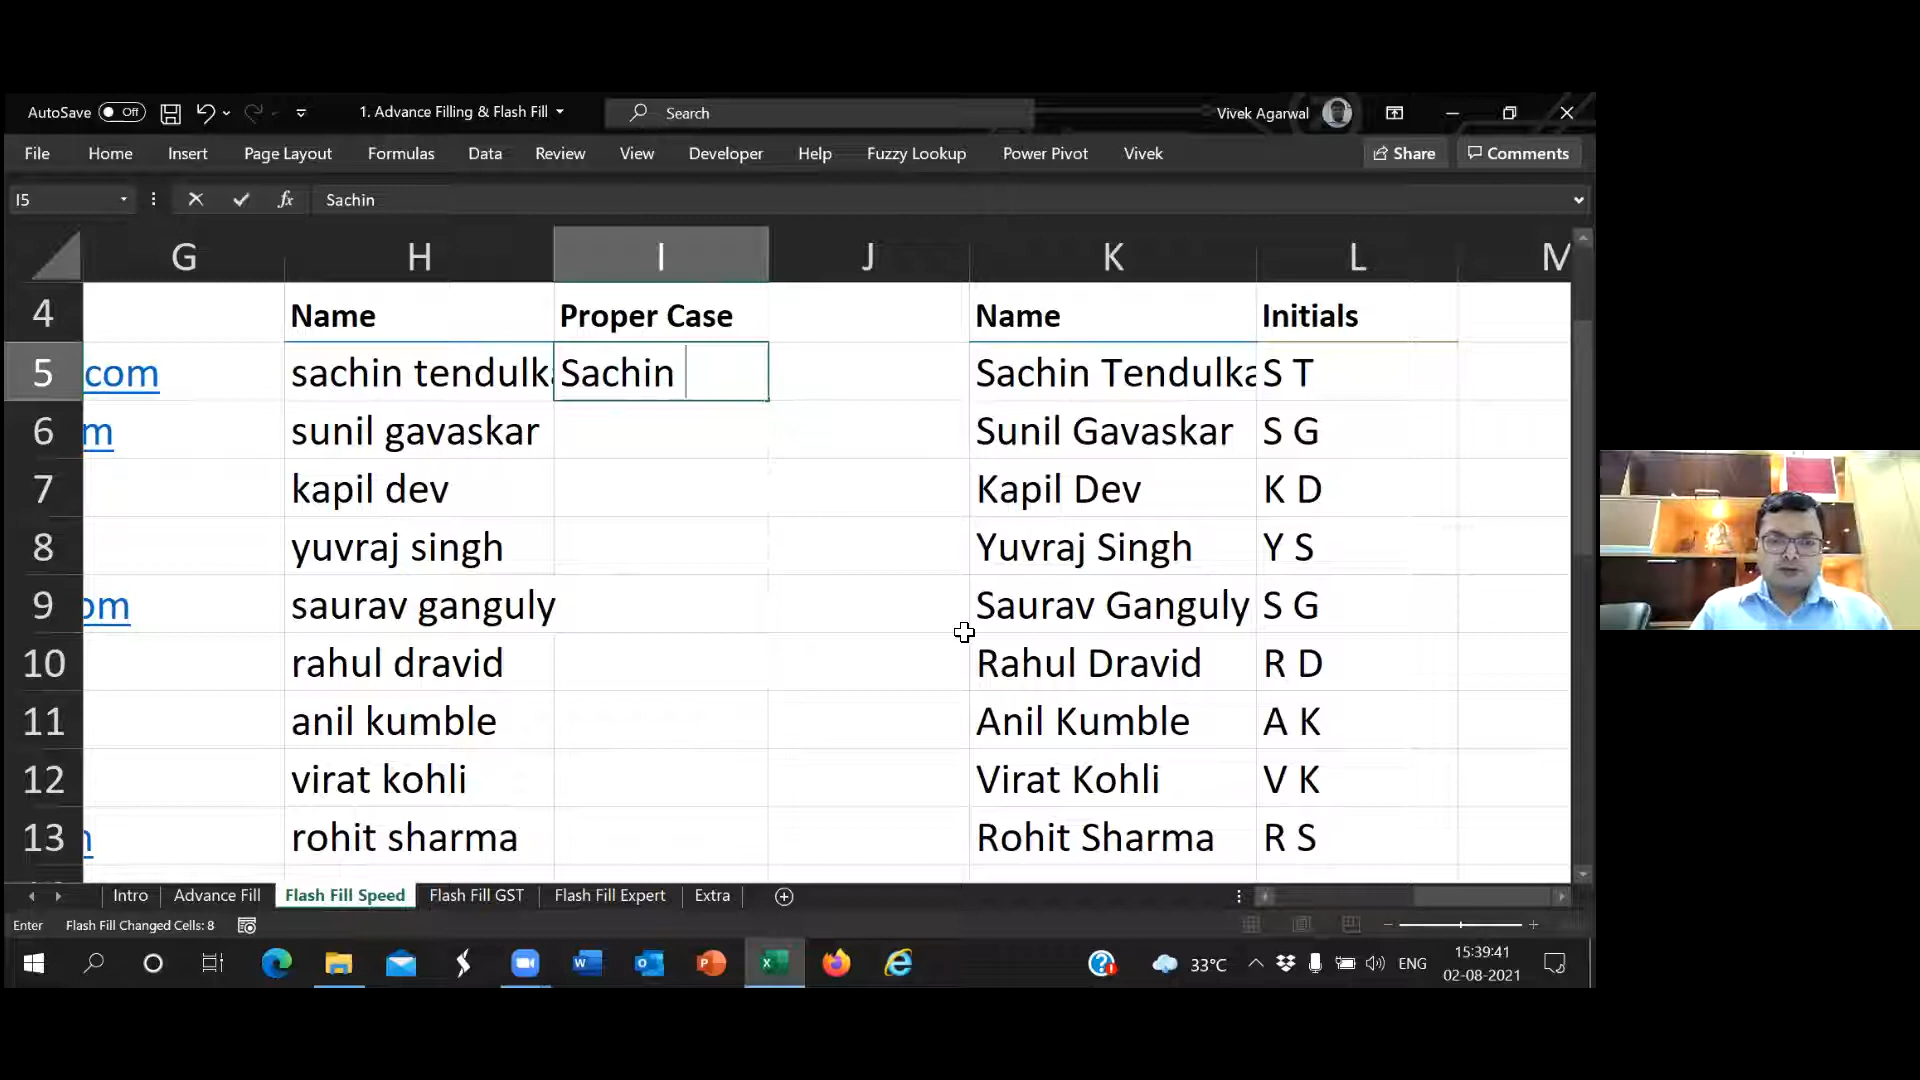 AutoSave Off 1. Advance Filling & Flash Fill Search Vivek Agarwal
File Home Insert Page Layout Formulas Data Review View Developer Help Fuzzy Lookup Power Pivot Vivek Share Comments
I5 fx Sachin
G H I J K L M
4 Name Proper Case Name Initials
5 com sachin tendulka Sachin Sachin Tendulka S T
6 m sunil gavaskar Sunil Gavaskar S G
7 kapil dev Kapil Dev K D
8 yuvraj singh Yuvraj Singh Y S
9 om saurav ganguly Saurav Ganguly S G
10 rahul dravid Rahul Dravid R D
11 anil kumble Anil Kumble A K
12 virat kohli Virat Kohli V K
13 rohit sharma Rohit Sharma R S
Intro Advance Fill Flash Fill Speed Flash Fill GST Flash Fill Expert Extra
Enter Flash Fill Changed Cells: 8
33°C ENG 15:39:41
02-08-2021